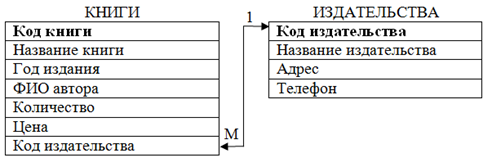 КНИГИ
Код книги
Название книги
Год издания
ФИО автора
Количество
Цена
Код издательства
М
1
ИЗДАТЕЛЬСТВА
Код издательства
Название издательства
Адрес
Телефон